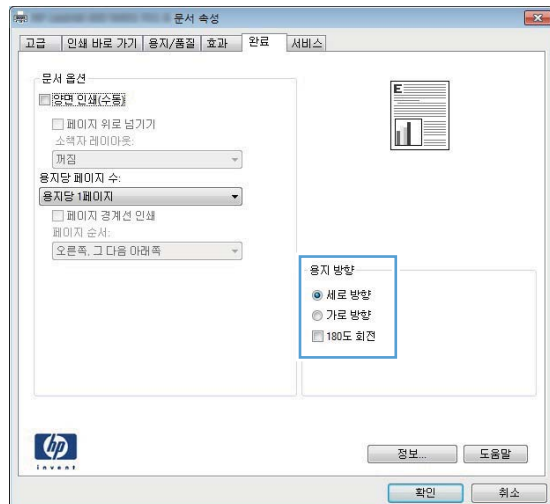 문서 속성
고급 인쇄 바로 가기 용지/품질 효과 완료 서비스
문서 옵션
양면 인쇄(수동)
페이지 위로 넘기기
소책자 레이아웃:
꺼짐
용지당 페이지 수:
용지당 1페이지
페이지 경계선 인쇄
페이지 순서:
오른쪽, 그 다음 아래쪽
E
용지 방향
세로 방향
가로 방향
180도 회전
hp
invent
정보... 도움말
확인 취소